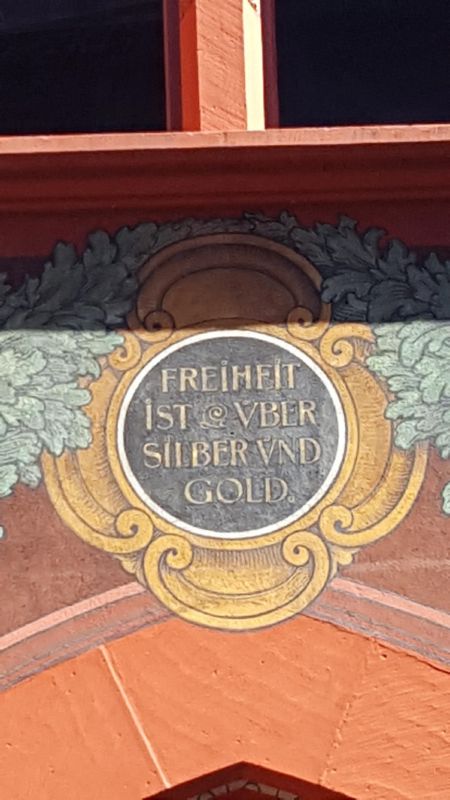 FREIHEIT
IST VBER
SILBER VND
GOLD.